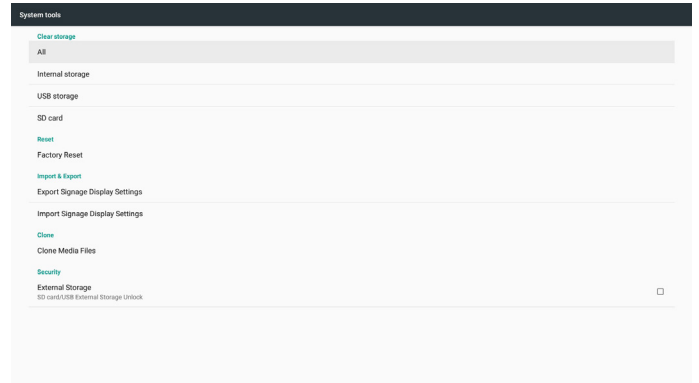 System tools
Clear storage
All
Internal storage
USB storage
SD card
Reset
Factory Reset
Import & Export
Export Signage Display Settings
Import Signage Display Settings
Clone
Clone Media Files
Security
External Storage
SD card/USB External Storage Unlock